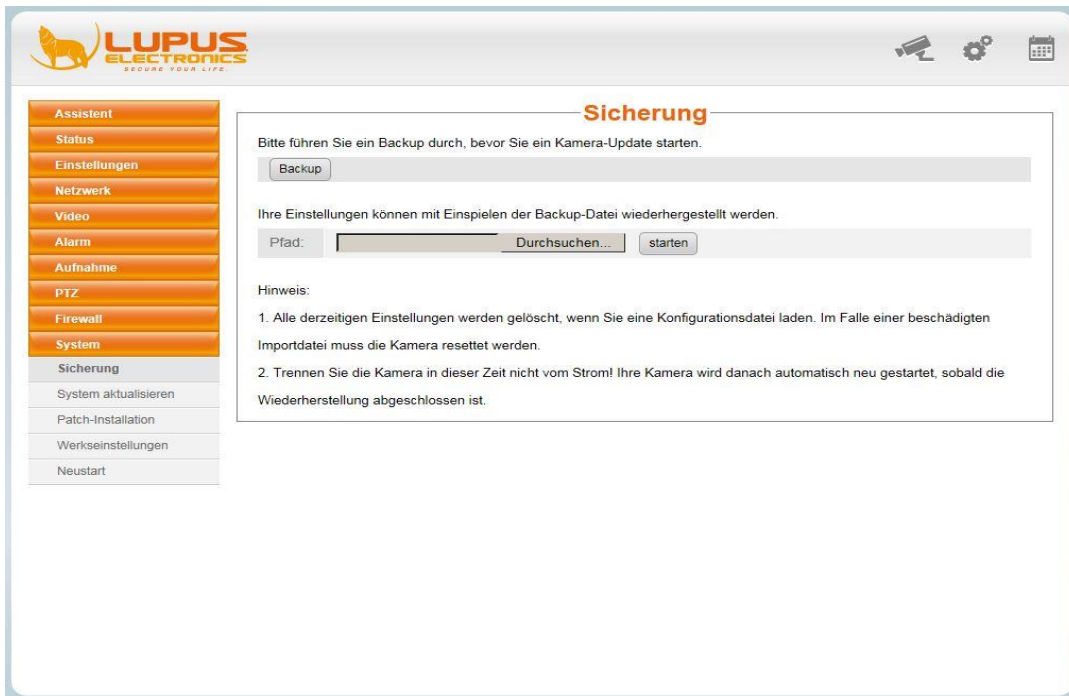 LUPUS
ELECTRONICS
SECURE YOUR LIFE.
Assistent
Status
Einstellungen
Netzwerk
Video
Alarm
Aufnahme
PTZ
Firewall
System
Sicherung
System aktualisieren
Patch-Installation
Werkseinstellungen
Neustart
Sicherung
Bitte führen Sie ein Backup durch, bevor Sie ein Kamera-Update starten.
Backup
Ihre Einstellungen können mit Einspielen der Backup-Datei wiederhergestellt werden.
Pfad: Durchsuchen... starten
Hinweis:
1. Alle derzeitigen Einstellungen werden gelöscht, wenn Sie eine Konfigurationsdatei laden. Im Falle einer beschädigten
Importdatei muss die Kamera resettet werden.
2. Trennen Sie die Kamera in dieser Zeit nicht vom Strom! Ihre Kamera wird danach automatisch neu gestartet, sobald die
Wiederherstellung abgeschlossen ist.